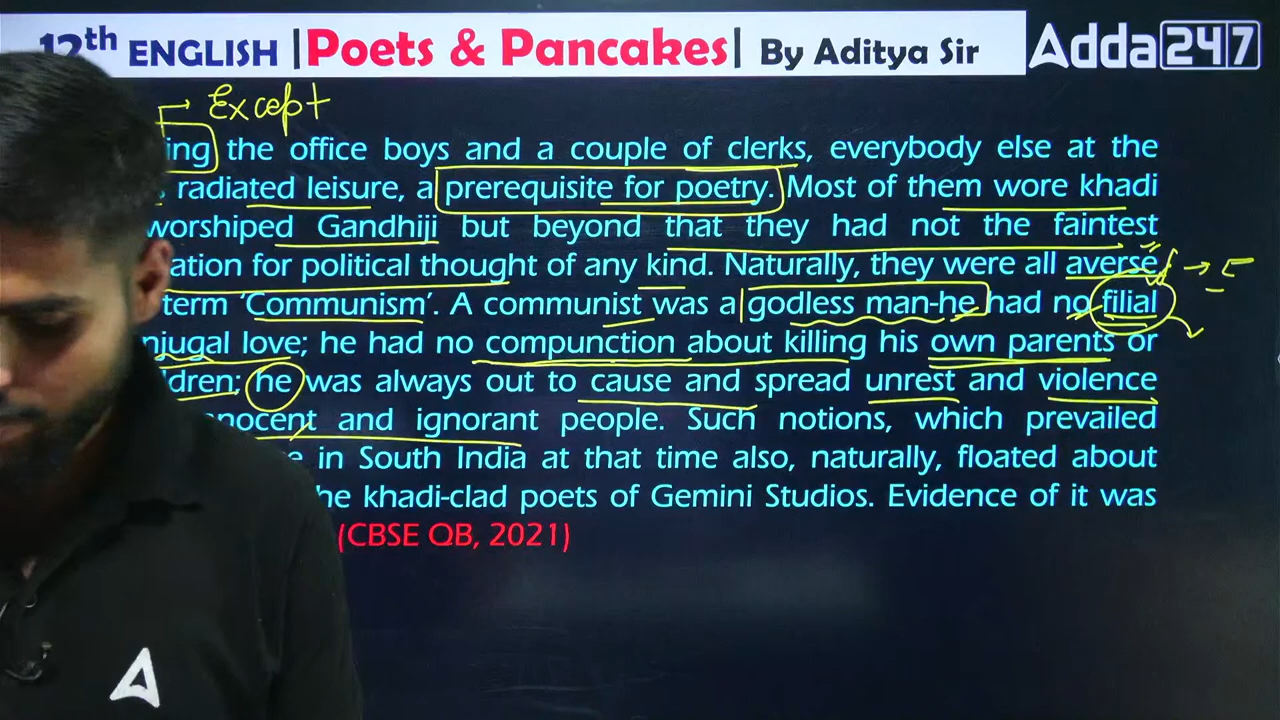 12th ENGLISH |Poets & Pancakes| By Aditya Sir
Adda247
Except
ing the office boys and a couple of clerks, everybody else at the
radiated leisure, a prerequisite for poetry. Most of them wore khadi
worshiped Gandhiji but beyond that they had not the faintest
ation for political thought of any kind. Naturally, they were all averse
term ‘Communism’. A communist was a godless man-he had no filial
njugal love; he had no compunction about killing his own parents or
ldren; he was always out to cause and spread unrest and violence
nocent and ignorant people. Such notions, which prevailed
e in South India at that time also, naturally, floated about
he khadi-clad poets of Gemini Studios. Evidence of it was
(CBSE QB, 2021)